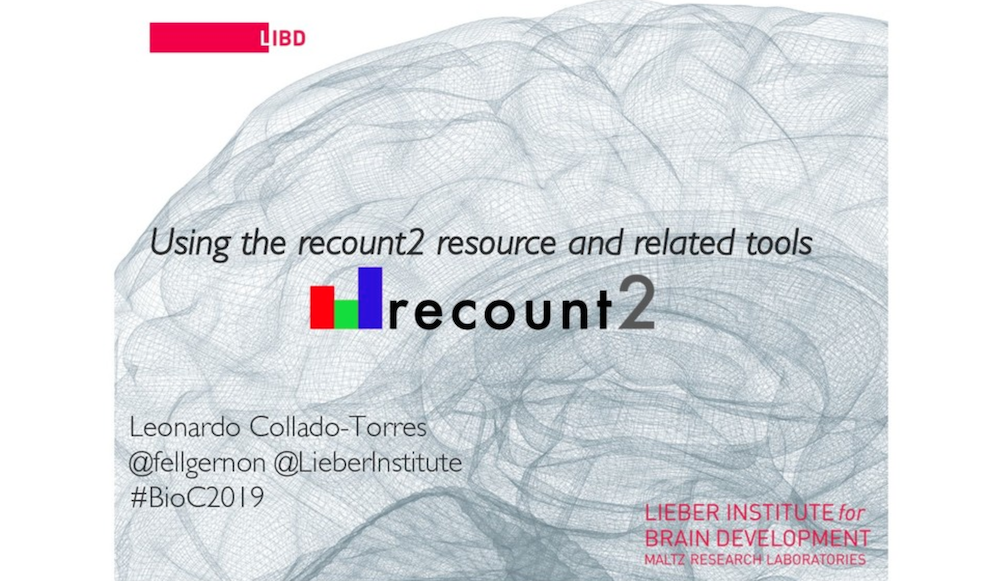 LIBD
Using the recount2 resource and related tools
recount2
Leonardo Collado-Torres
@fellgernon @LieberInstitute
#BioC2019
LIEBER INSTITUTE for
BRAIN DEVELOPMENT
MALTZ RESEARCH LABORATORIES